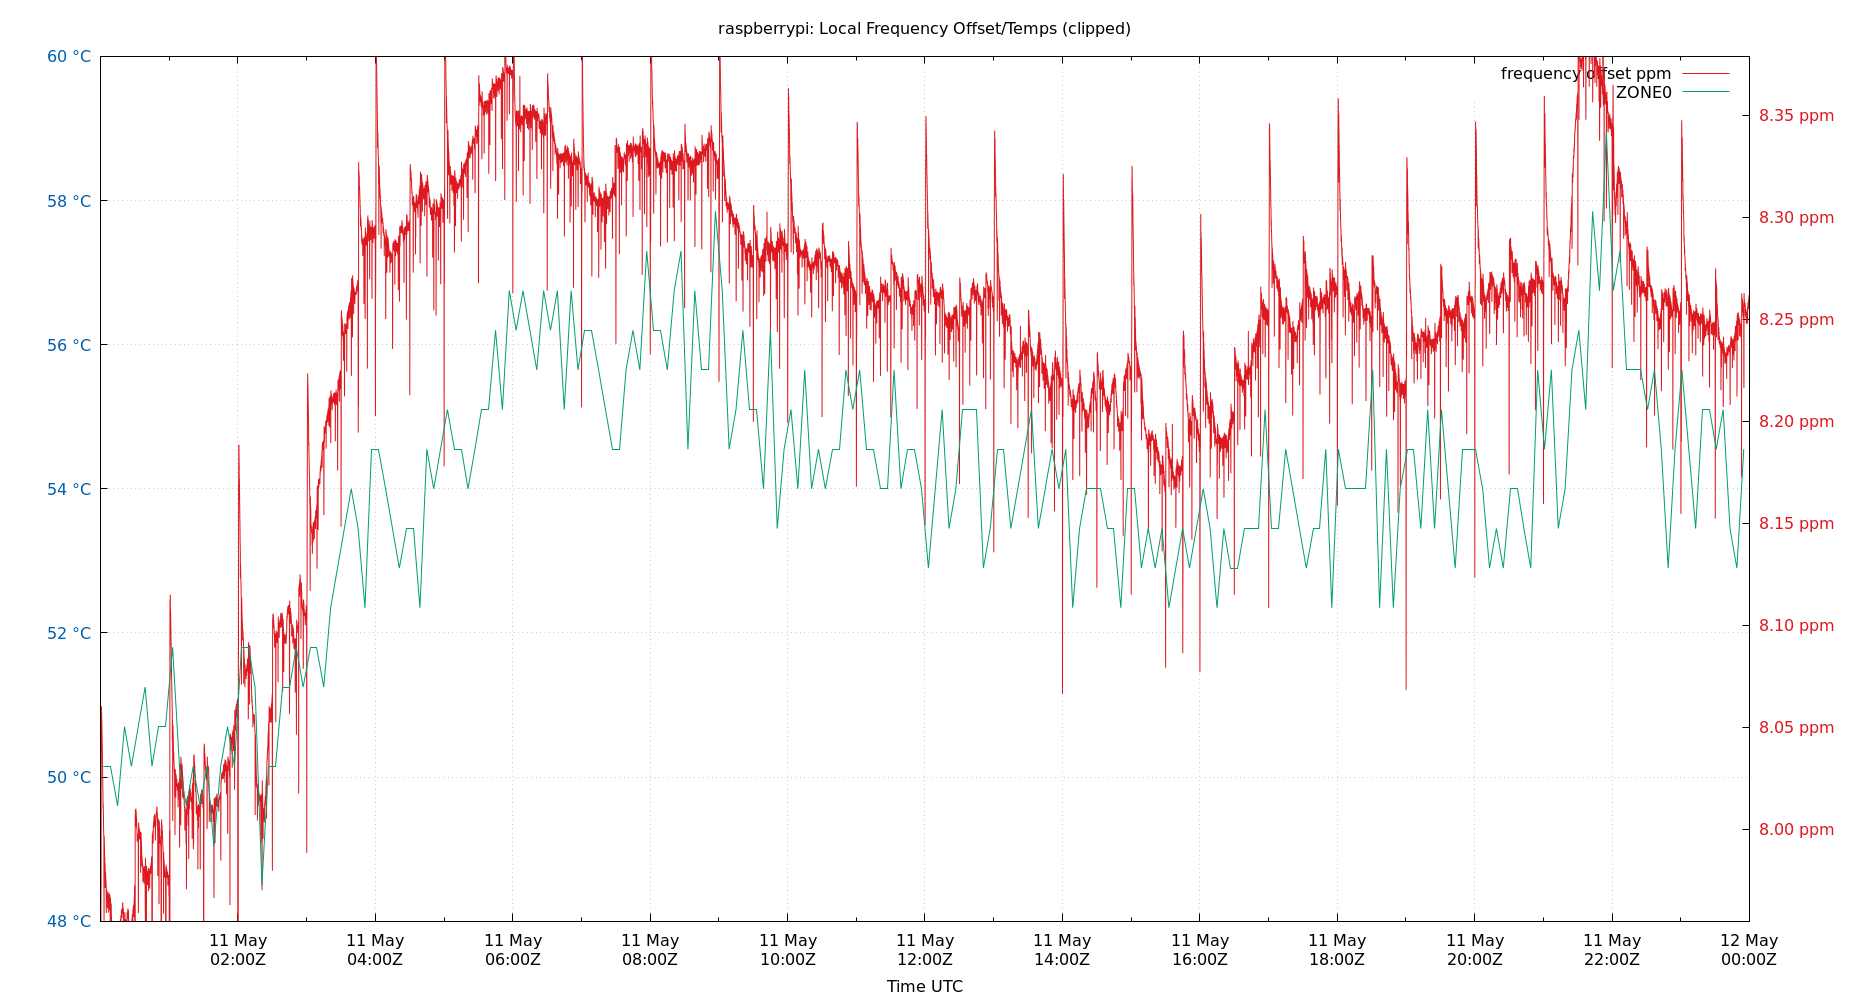 raspberrypi: Local Frequency Offset/Temps (clipped)
60 °C
58 °C
56 °C
54 °C
52 °C
50 °C
48 °C
frequency offset ppm
ZONE0
8.35 ppm
8.30 ppm
8.25 ppm
8.20 ppm
8.15 ppm
8.10 ppm
8.05 ppm
8.00 ppm
11 May 11 May 11 May 11 May 11 May 11 May 11 May 11 May 11 May 11 May 11 May 12 May
02:00Z 04:00Z 06:00Z 08:00Z 10:00Z 12:00Z 14:00Z 16:00Z 18:00Z 20:00Z 22:00Z 00:00Z
Time UTC